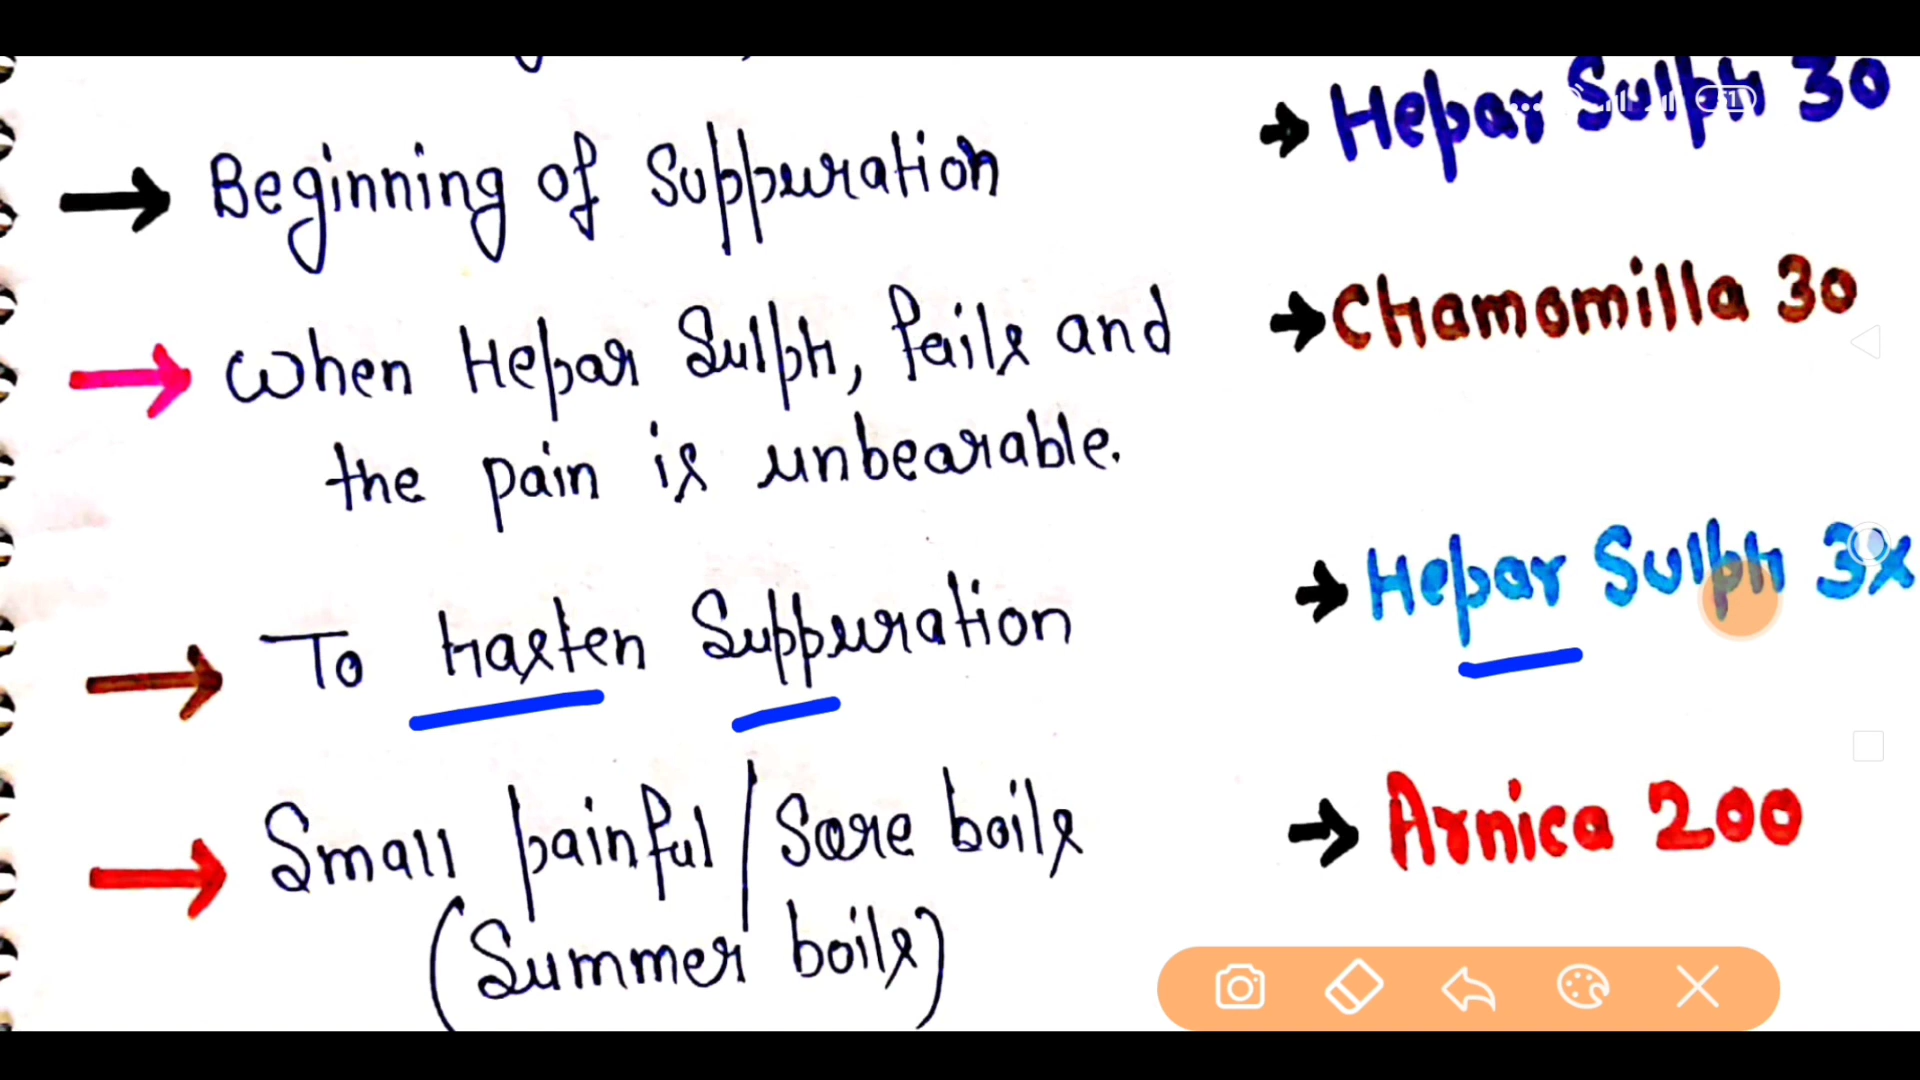 Hepar Sulph 30
Beginning of Suppuration
When Hepar Sulph, fails and
Chamomilla 30
the pain is unbearable.
To Hasten Suppuration
Hepar Sulph 3x
Small painful / Sore boils
Arnica 200
(Summer boils)